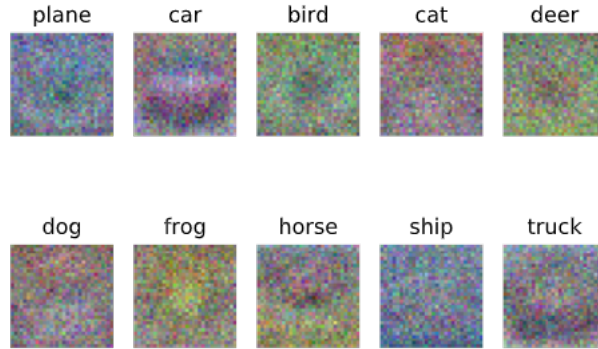 plane car bird cat deer
dog frog horse ship truck